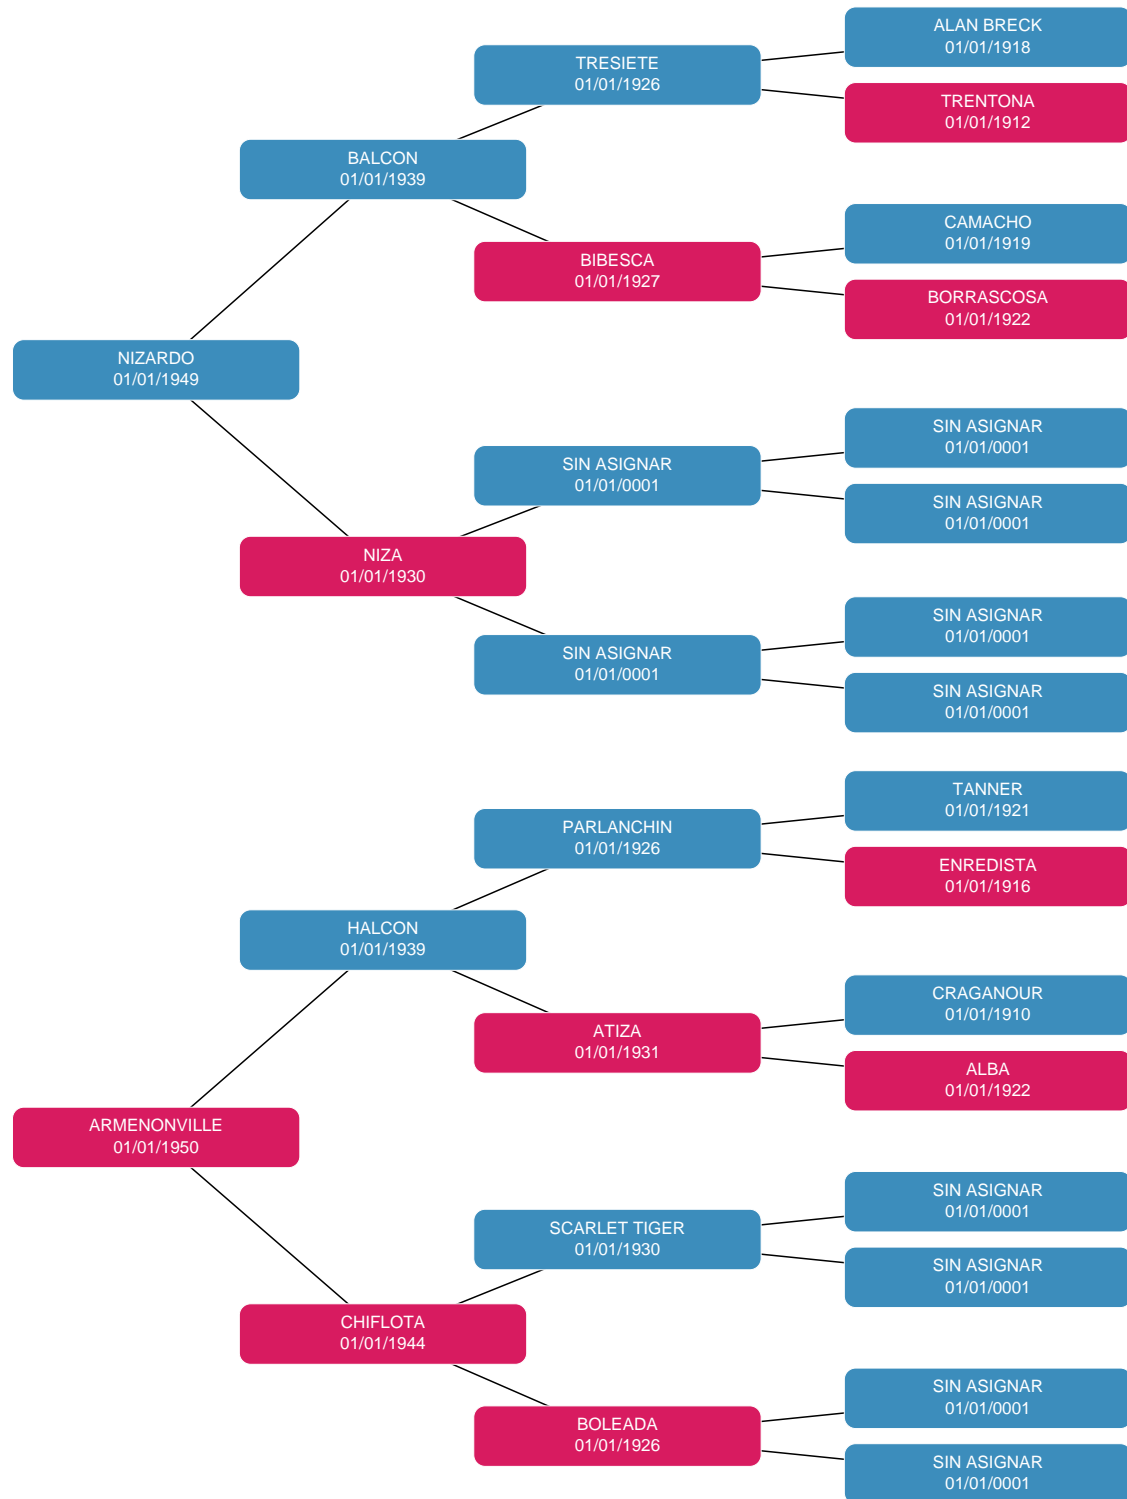 ALAN BRECK
01/01/1918
TRESIETE
01/01/1926
TRENTONA
01/01/1912
BALCON
01/01/1939
CAMACHO
01/01/1919
BIBESCA
01/01/1927
BORRASCOSA
01/01/1922
NIZARDO
01/01/1949
SIN ASIGNAR
01/01/0001
SIN ASIGNAR
01/01/0001
SIN ASIGNAR
01/01/0001
NIZA
01/01/1930
SIN ASIGNAR
01/01/0001
SIN ASIGNAR
01/01/0001
SIN ASIGNAR
01/01/0001
TANNER
01/01/1921
PARLANCHIN
01/01/1926
ENREDISTA
01/01/1916
HALCON
01/01/1939
CRAGANOUR
01/01/1910
ATIZA
01/01/1931
ALBA
01/01/1922
ARMENONVILLE
01/01/1950
SIN ASIGNAR
01/01/0001
SCARLET TIGER
01/01/1930
SIN ASIGNAR
01/01/0001
CHIFLOTA
01/01/1944
SIN ASIGNAR
01/01/0001
BOLEADA
01/01/1926
SIN ASIGNAR
01/01/0001